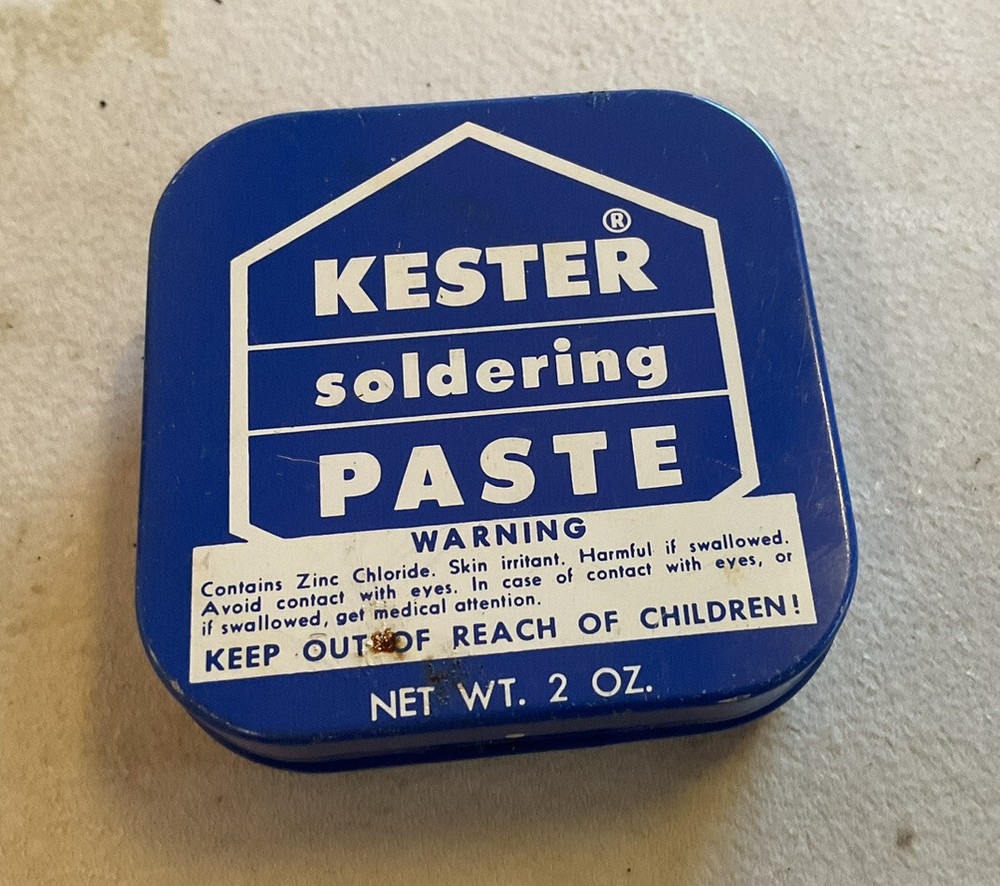 KESTER®
soldering
PASTE
WARNING
Contains Zinc Chloride. Skin irritant. Harmful if swallowed.
Avoid contact with eyes. In case of contact with eyes, or
if swallowed, get medical attention.
KEEP OUT OF REACH OF CHILDREN!
NET WT. 2 OZ.